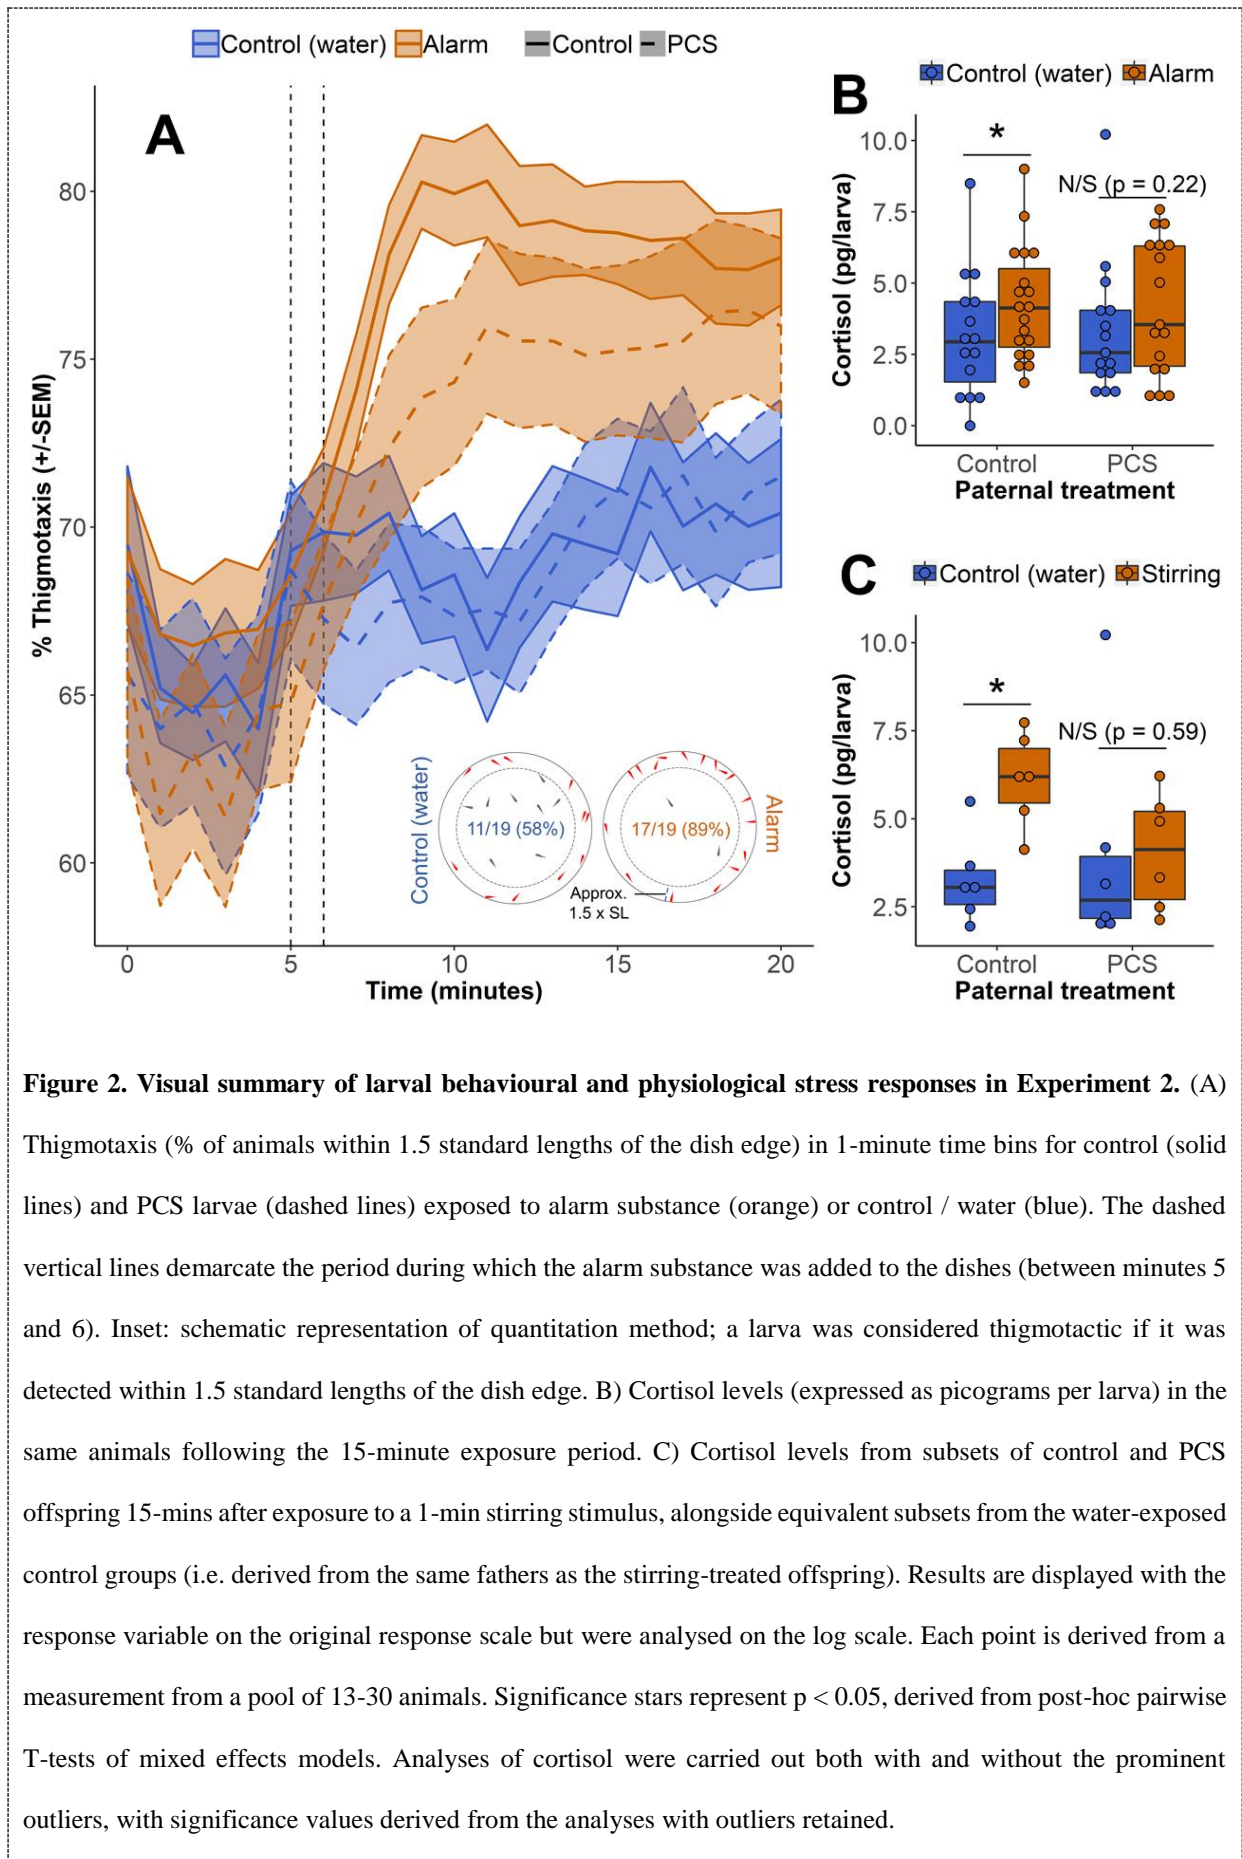 Control (water) Alarm Control PCS
A
% Thigmotaxis (+/-SEM)
80
75
70
65
60
0 5 10 15 20
Time (minutes)
Control (water)
11/19 (58%)
17/19 (89%)
Alarm
Approx.
1.5 x SL
B
Control (water) Alarm
Cortisol (pg/larva)
10.0
7.5
5.0
2.5
0.0
*
N/S (p = 0.22)
Control PCS
Paternal treatment
C
Control (water) Stirring
Cortisol (pg/larva)
10.0
7.5
5.0
2.5
*
N/S (p = 0.59)
Control PCS
Paternal treatment
Figure 2. Visual summary of larval behavioural and physiological stress responses in Experiment 2. (A)
Thigmotaxis (% of animals within 1.5 standard lengths of the dish edge) in 1-minute time bins for control (solid
lines) and PCS larvae (dashed lines) exposed to alarm substance (orange) or control / water (blue). The dashed
vertical lines demarcate the period during which the alarm substance was added to the dishes (between minutes 5
and 6). Inset: schematic representation of quantitation method; a larva was considered thigmotactic if it was
detected within 1.5 standard lengths of the dish edge. B) Cortisol levels (expressed as picograms per larva) in the
same animals following the 15-minute exposure period. C) Cortisol levels from subsets of control and PCS
offspring 15-mins after exposure to a 1-min stirring stimulus, alongside equivalent subsets from the water-exposed
control groups (i.e. derived from the same fathers as the stirring-treated offspring). Results are displayed with the
response variable on the original response scale but were analysed on the log scale. Each point is derived from a
measurement from a pool of 13-30 animals. Significance stars represent p < 0.05, derived from post-hoc pairwise
T-tests of mixed effects models. Analyses of cortisol were carried out both with and without the prominent
outliers, with significance values derived from the analyses with outliers retained.